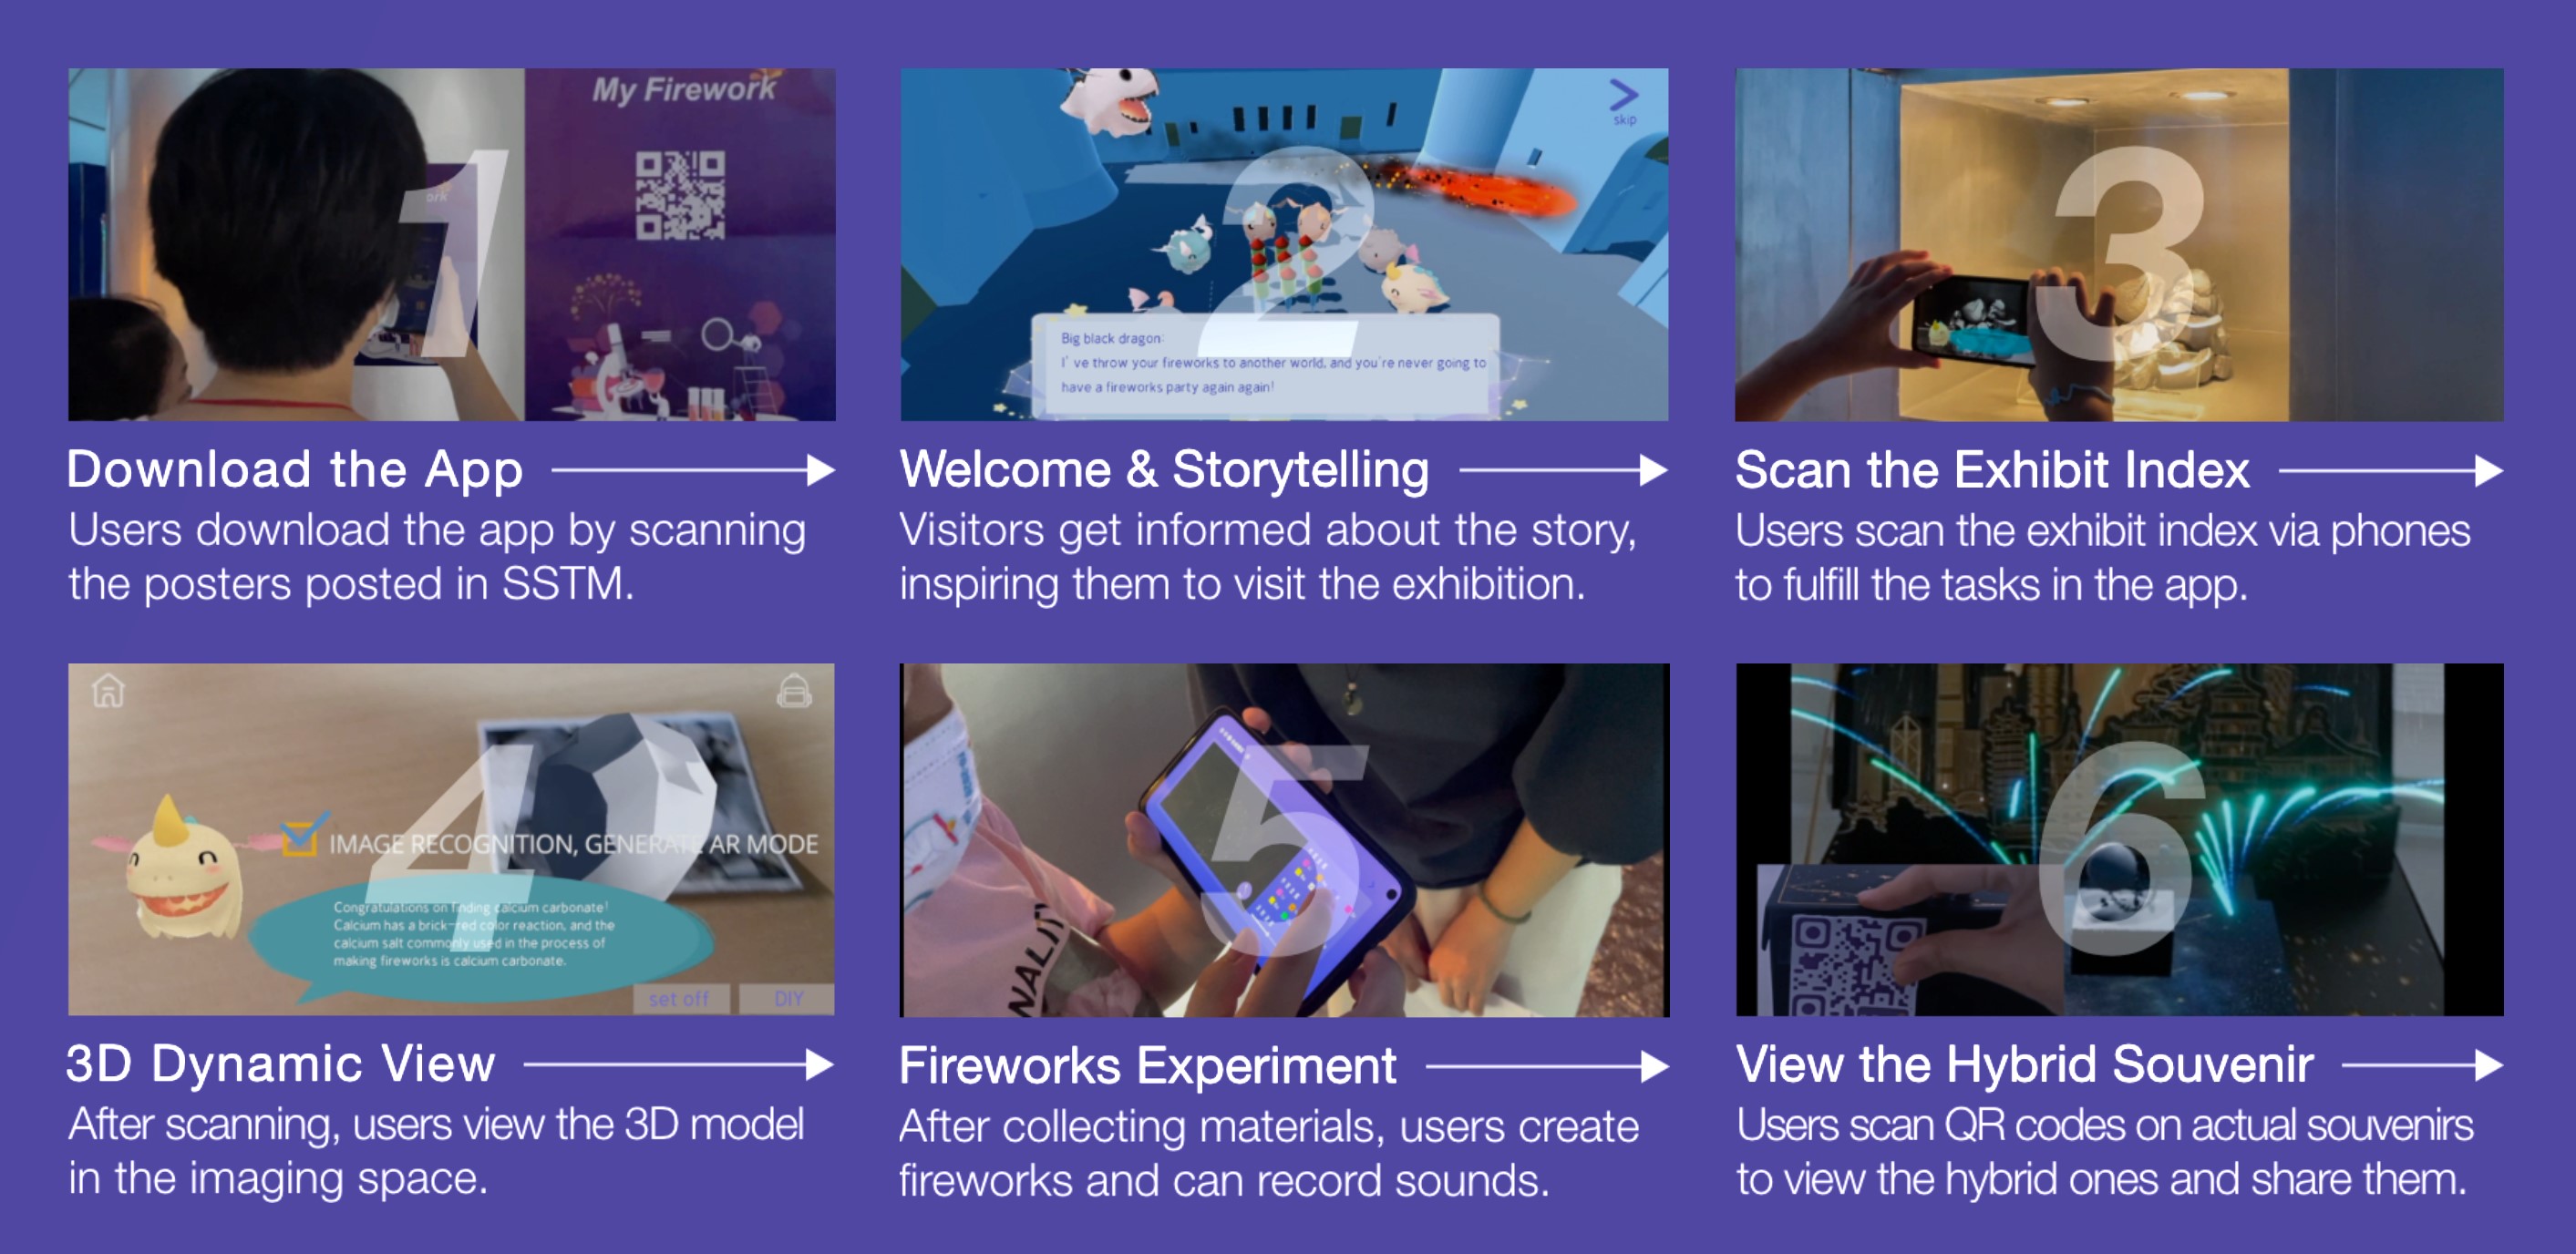 My Firework
ork
1
skip
2
Big black dragon:
I' ve throw your fireworks to another world, and you're never going to
have a fireworks party again again!
3
Download the App
Users download the app by scanning
the posters posted in SSTM.
Welcome & Storytelling
Visitors get informed about the story,
inspiring them to visit the exhibition.
Scan the Exhibit Index
Users scan the exhibit index via phones
to fulfill the tasks in the app.
4
IMAGE RECOGNITION, GENERATE AR MODE
Congratulations on finding calcium carbonate!
Calcium has a brick-red color reaction, and the
calcium salt commonly used in the process of
making fireworks is calcium carbonate.
set off
DIY
5
NALIT
6
3D Dynamic View
After scanning, users view the 3D model
in the imaging space.
Fireworks Experiment
After collecting materials, users create
fireworks and can record sounds.
View the Hybrid Souvenir
Users scan QR codes on actual souvenirs
to view the hybrid ones and share them.